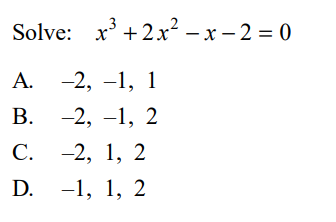 Solve: x³ + 2x² − x − 2 = 0
A. −2, −1, 1
B. −2, −1, 2
C. −2, 1, 2
D. −1, 1, 2